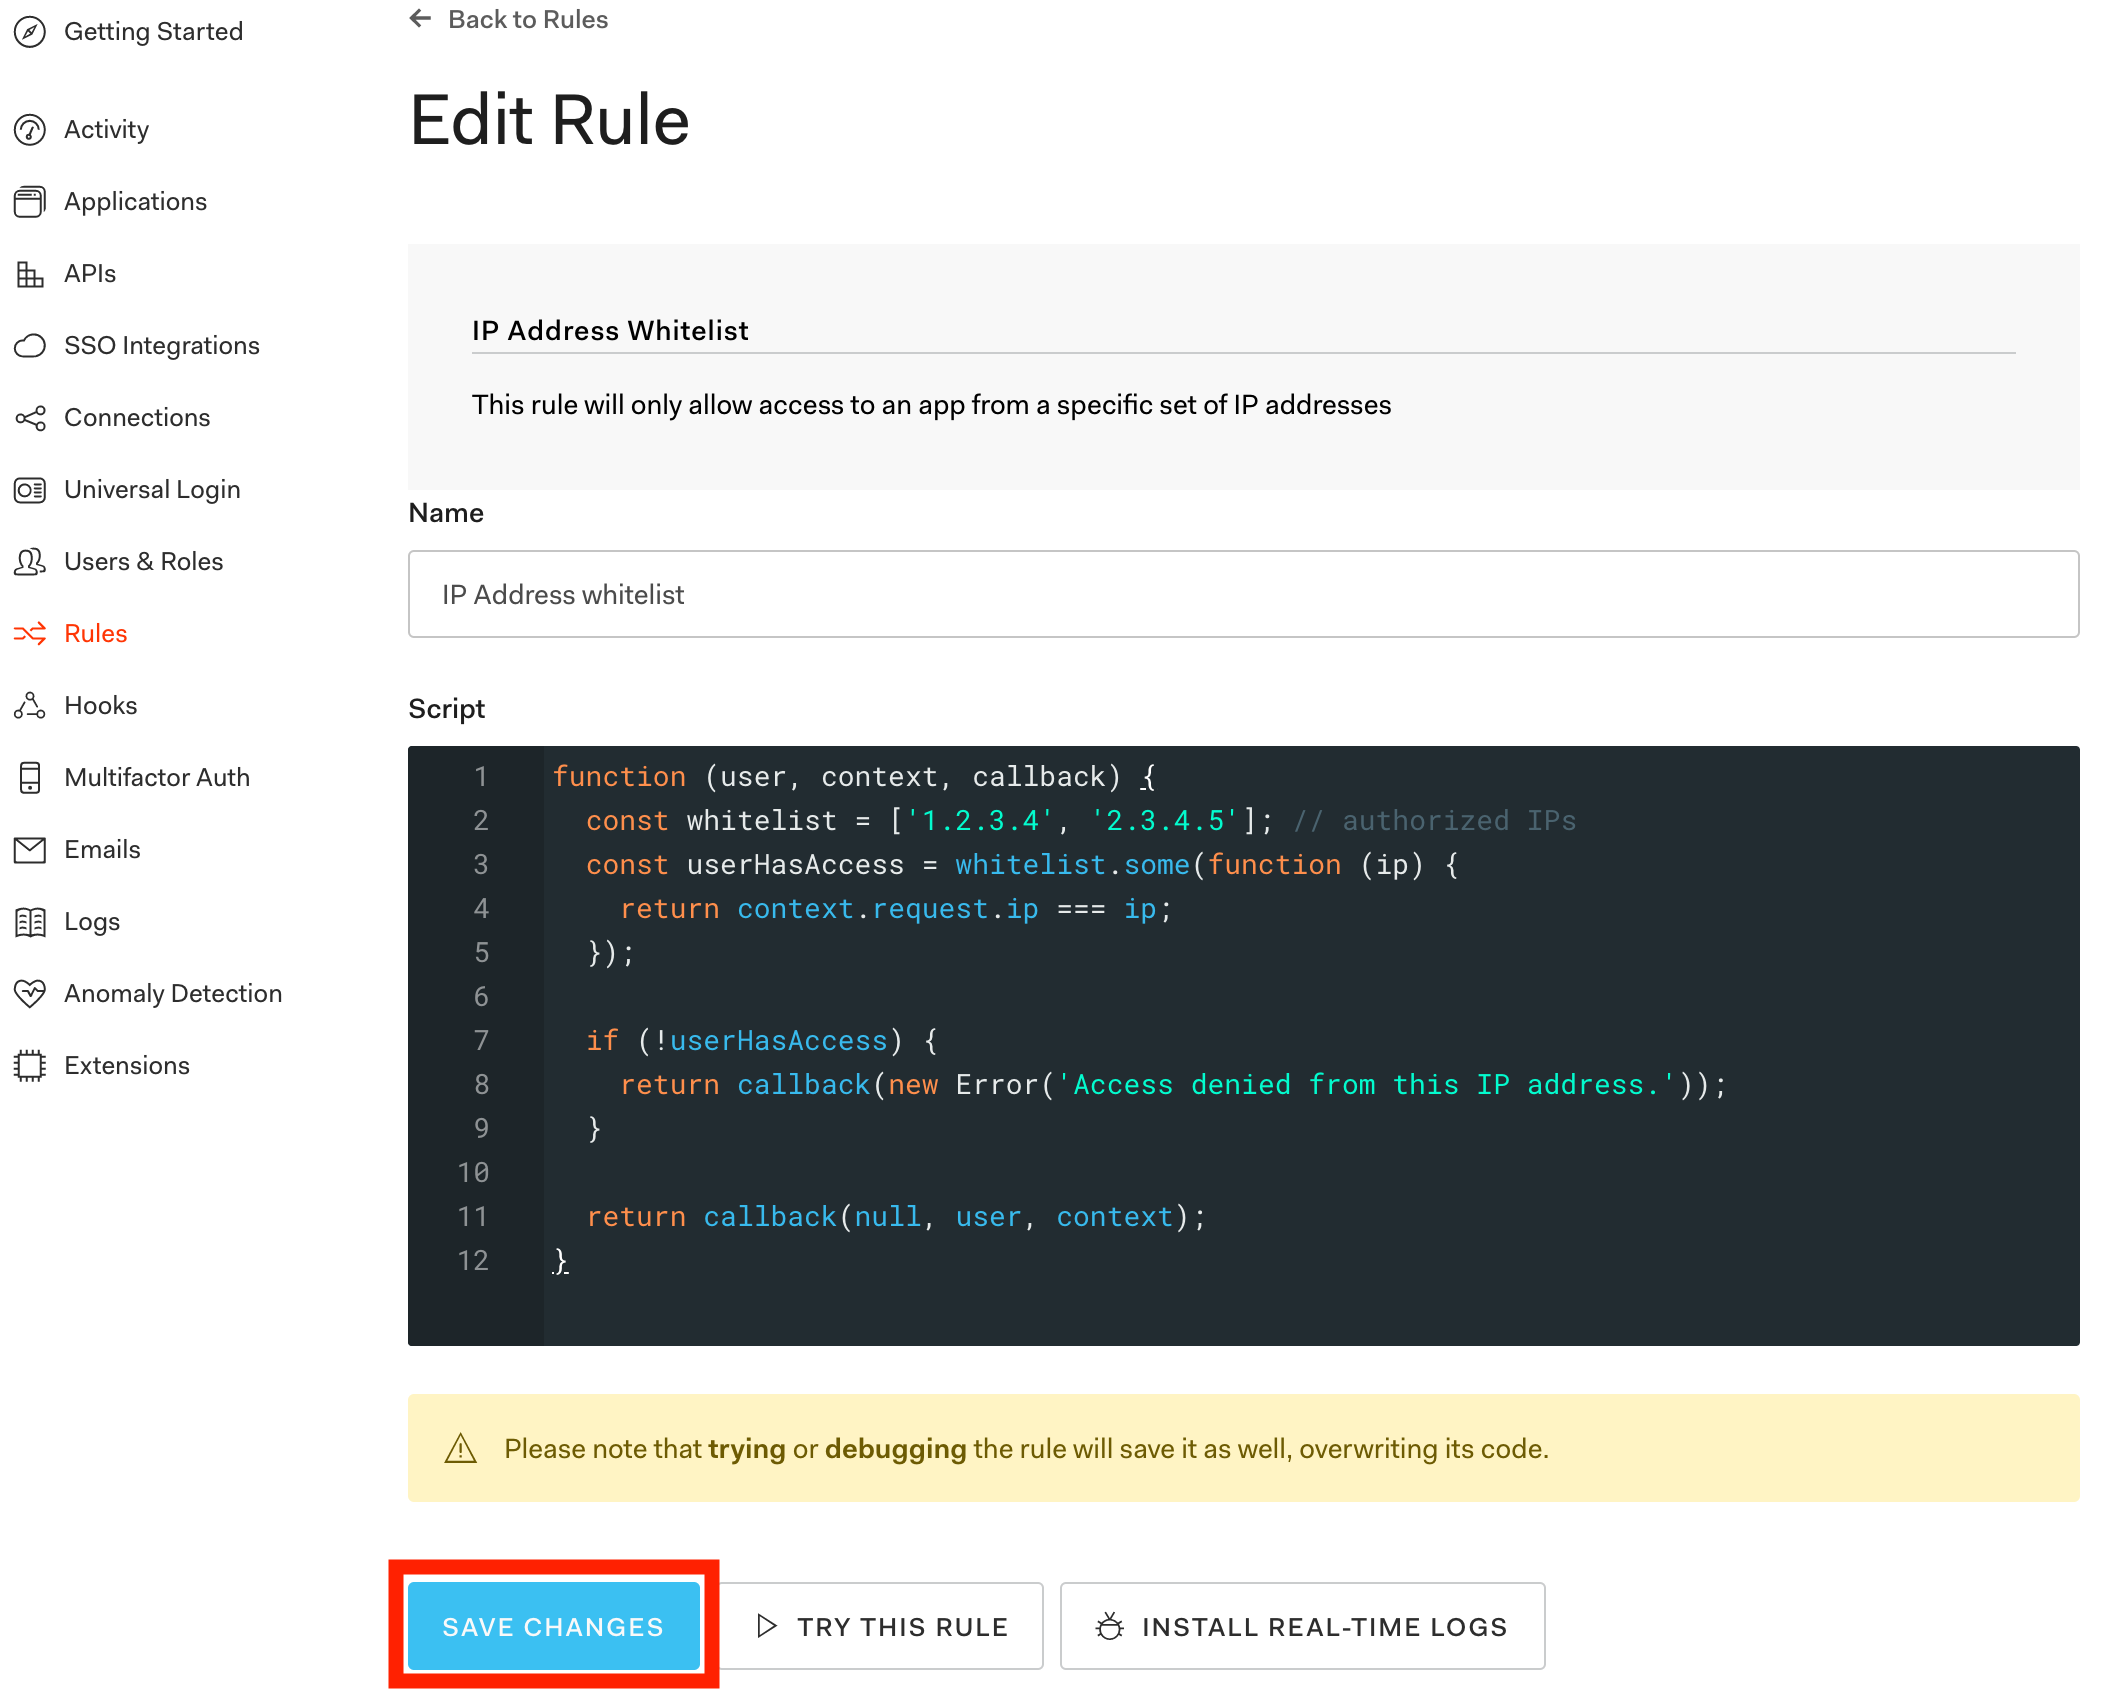 Getting Started
Activity
Applications
APIs
SSO Integrations
Connections
Universal Login
Users & Roles
Rules
Hooks
Multifactor Auth
Emails
Logs
Anomaly Detection
Extensions
Back to Rules
Edit Rule
IP Address Whitelist
This rule will only allow access to an app from a specific set of IP addresses
Name
IP Address whitelist
Script
1 function (user, context, callback) {
2   const whitelist = ['1.2.3.4', '2.3.4.5']; // authorized IPs
3   const userHasAccess = whitelist.some(function (ip) {
4     return context.request.ip === ip;
5   });
6
7   if (!userHasAccess) {
8     return callback(new Error('Access denied from this IP address.'));
9   }
10
11   return callback(null, user, context);
12 }
Please note that trying or debugging the rule will save it as well, overwriting its code.
SAVE CHANGES
TRY THIS RULE
INSTALL REAL-TIME LOGS